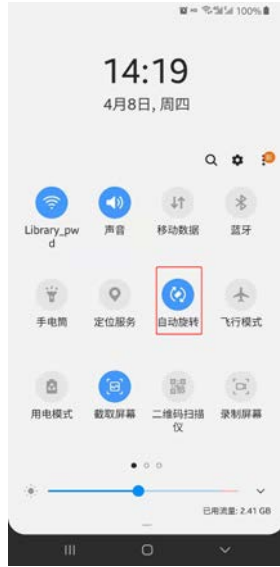 100%
14:19
4月8日, 周四
Library_pw
d
声音
移动数据
蓝牙
手电筒
定位服务
自动旋转
飞行模式
用电模式
截取屏幕
二维码扫描
仪
录制屏幕
已用流量: 2.41 GB